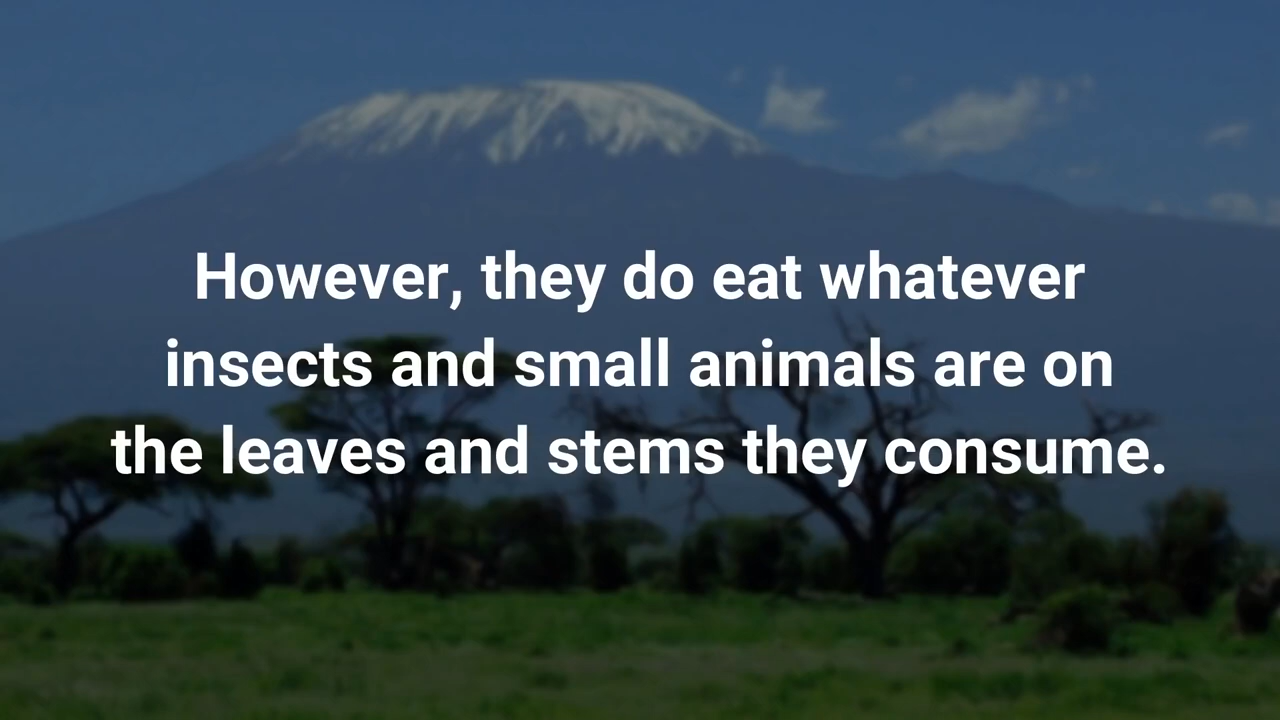 However, they do eat whatever
insects and small animals are on
the leaves and stems they consume.